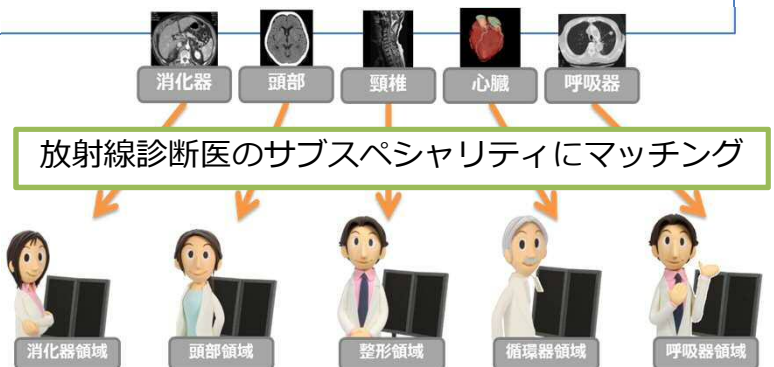 消化器
頭部
頸椎
心臓
呼吸器
放射線診断医のサブスペシャリティにマッチング
消化器領域
頭部領域
整形領域
循環器領域
呼吸器領域